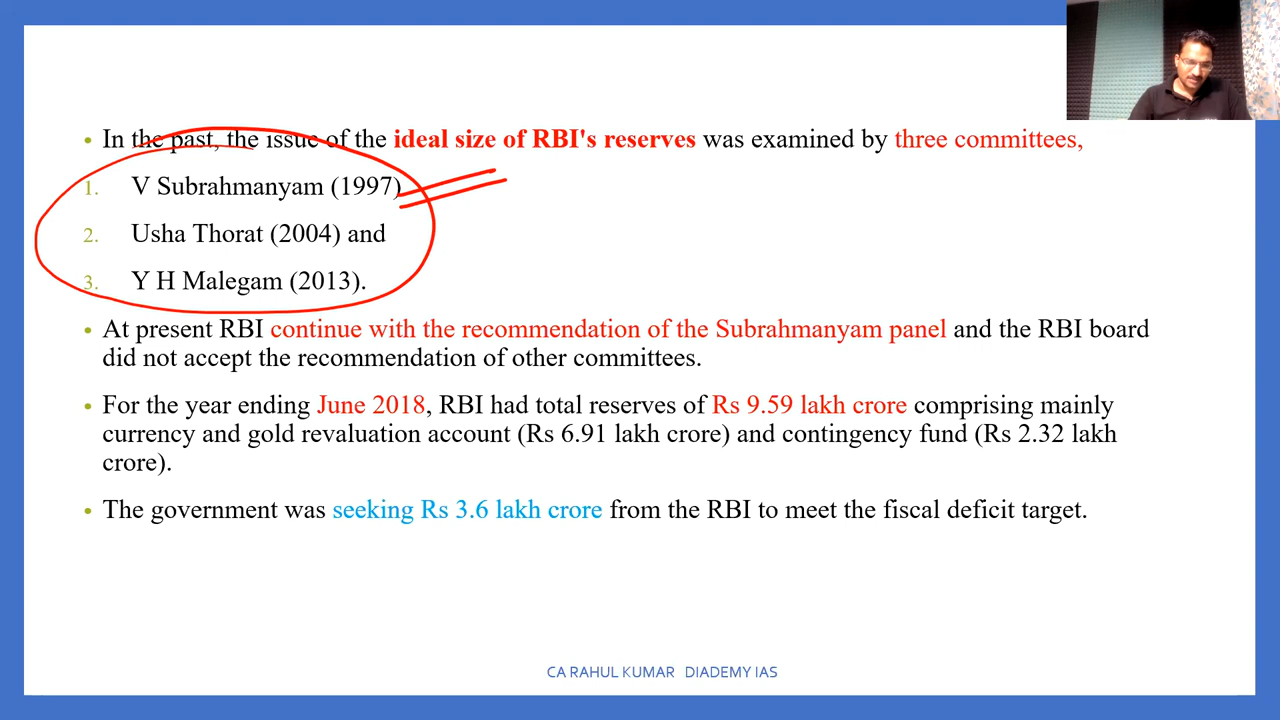 • In the past, the issue of the ideal size of RBI's reserves was examined by three committees,
1. V Subrahmanyam (1997)
2. Usha Thorat (2004) and
3. Y H Malegam (2013).
• At present RBI continue with the recommendation of the Subrahmanyam panel and the RBI board
did not accept the recommendation of other committees.
• For the year ending June 2018, RBI had total reserves of Rs 9.59 lakh crore comprising mainly
currency and gold revaluation account (Rs 6.91 lakh crore) and contingency fund (Rs 2.32 lakh
crore).
• The government was seeking Rs 3.6 lakh crore from the RBI to meet the fiscal deficit target.
CA RAHUL KUMAR DIADEMY IAS